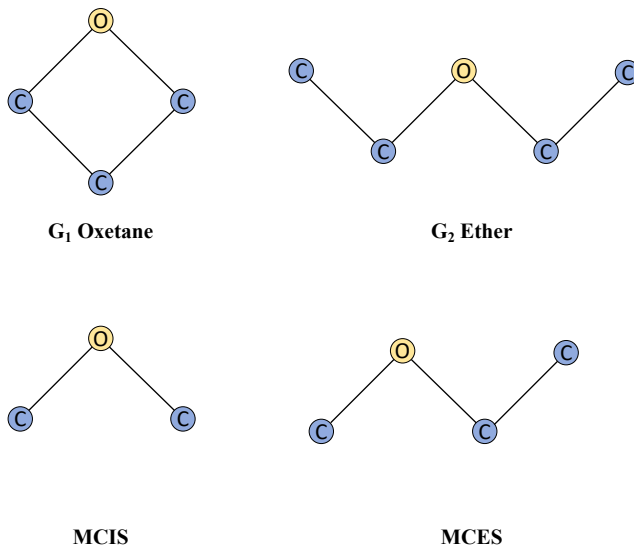 O
C O C
C C
C C C
G₁ Oxetane G₂ Ether
O O C
C C C C
MCIS MCES